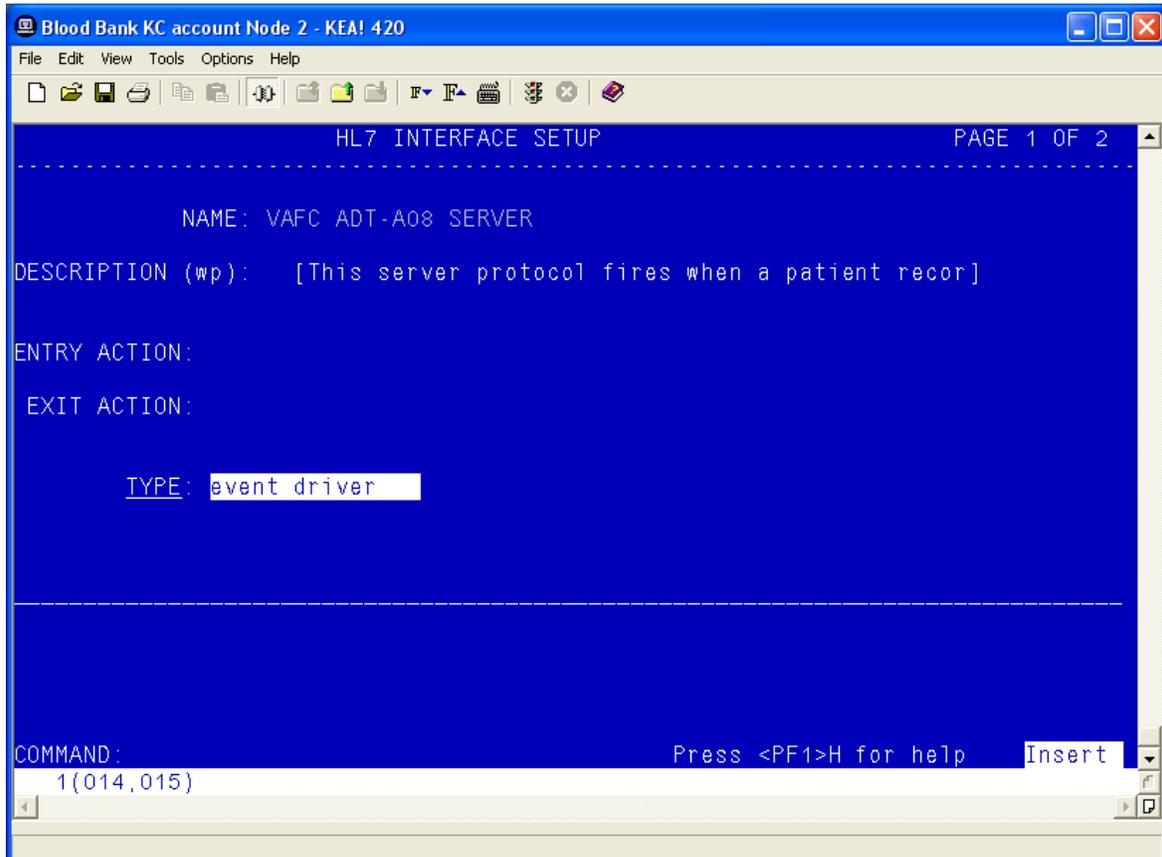 Blood Bank KC account Node 2 - KEA! 420
File Edit View Tools Options Help
HL7 INTERFACE SETUP PAGE 1 OF 2
NAME: VAFC ADT-A08 SERVER
DESCRIPTION (wp): [This server protocol fires when a patient recor]
ENTRY ACTION:
EXIT ACTION:
TYPE: event driver
COMMAND: Press <PF1>H for help Insert
1(014,015)